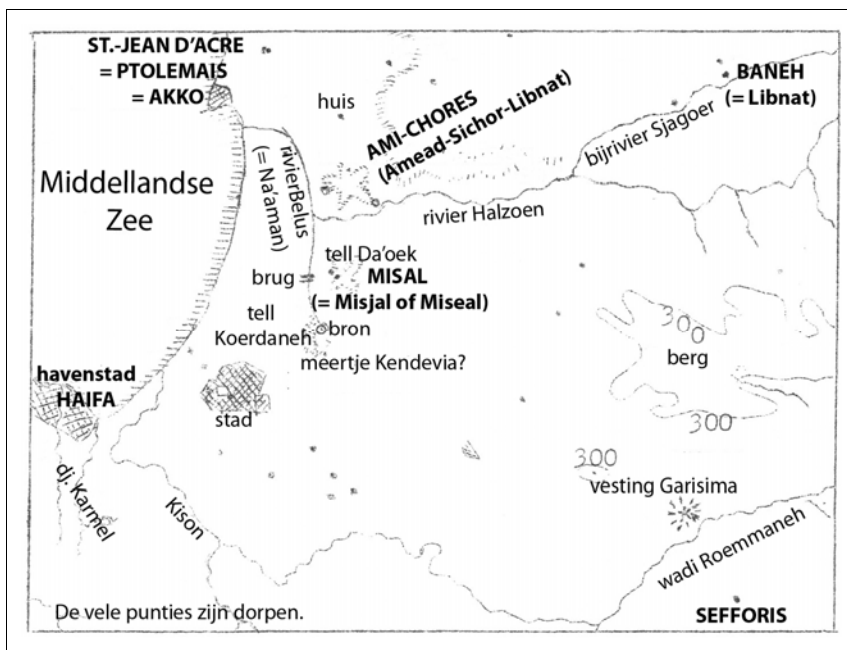 ST.-JEAN D'ACRE
= PTOLEMAIS
= AKKO
huis
AMI-CHORES
(Amead-Sichor-Libnat)
BANEH
(= Libnat)
bijrivier Sjagoer
Middellandse
Zee
rivierBelus
(= Na'aman)
rivier Halzoen
tell Da'oek
brug
MISAL
(= Misjal of Miseal)
tell
Koerdaneh
bron
meertje Kendevia?
300
berg
300
havenstad
HAIFA
stad
300
vesting Garisima
dj. Karmel
Kison
wadi Roemmaneh
De vele punties zijn dorpen.
SEFFORIS